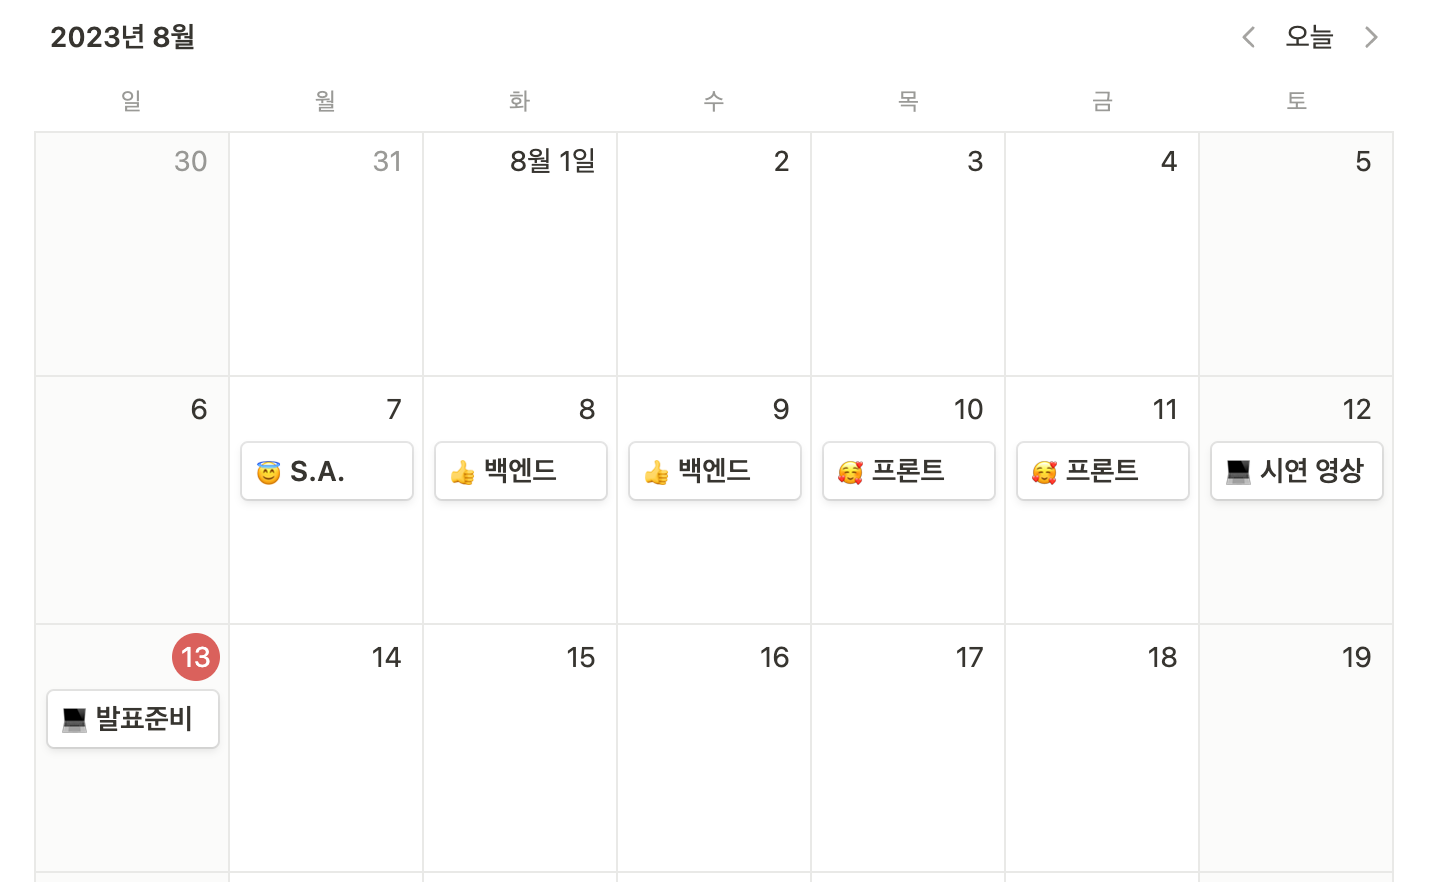 2023년 8월
오늘
일 월 화 수 목 금 토
30 31 8월 1일 2 3 4 5
6 7 8 9 10 11 12
😇 S.A. 👍 백엔드 👍 백엔드 🥰 프론트 🥰 프론트 💻 시연 영상
13 14 15 16 17 18 19
💻 발표준비